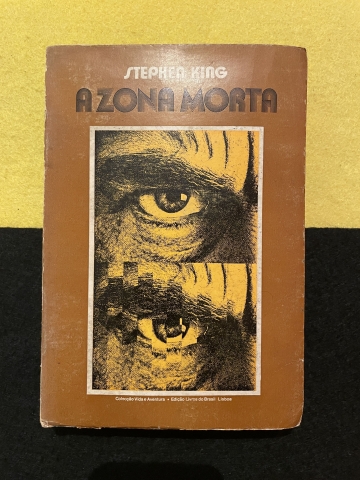 STEPHEN KING
A ZONA MORTA
Colecção Vida e Aventura • Edição Livros do Brasil Lisboa